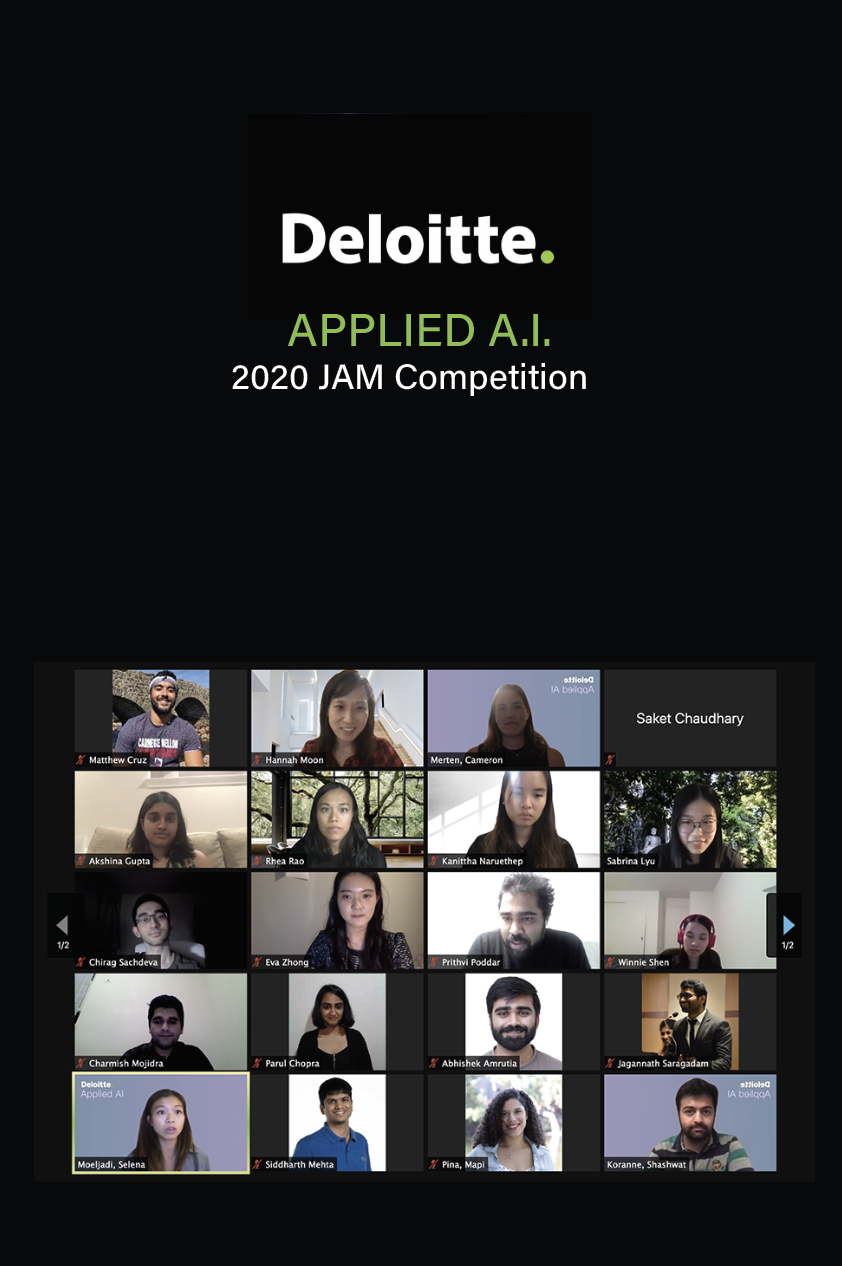 Deloitte.
APPLIED A.I.
2020 JAM Competition
Deloitte
Applied AI
Saket Chaudhary
CARNEGIE MELLON
Matthew Cruz
Hannah Moon
Merten, Cameron
Akshina Gupta
Rhea Rao
Kanittha Naruethep
Sabrina Lyu
1/2
1/2
Chirag Sachdeva
Eva Zhong
Prithvi Poddar
Winnie Shen
Charmish Mojidra
Parul Chopra
Abhishek Amrutia
Jagannath Saragadam
Deloitte
Applied AI
Deloitte
Applied AI
Moeljadi, Selena
Siddharth Mehta
Pina, Mapi
Koranne, Shashwat